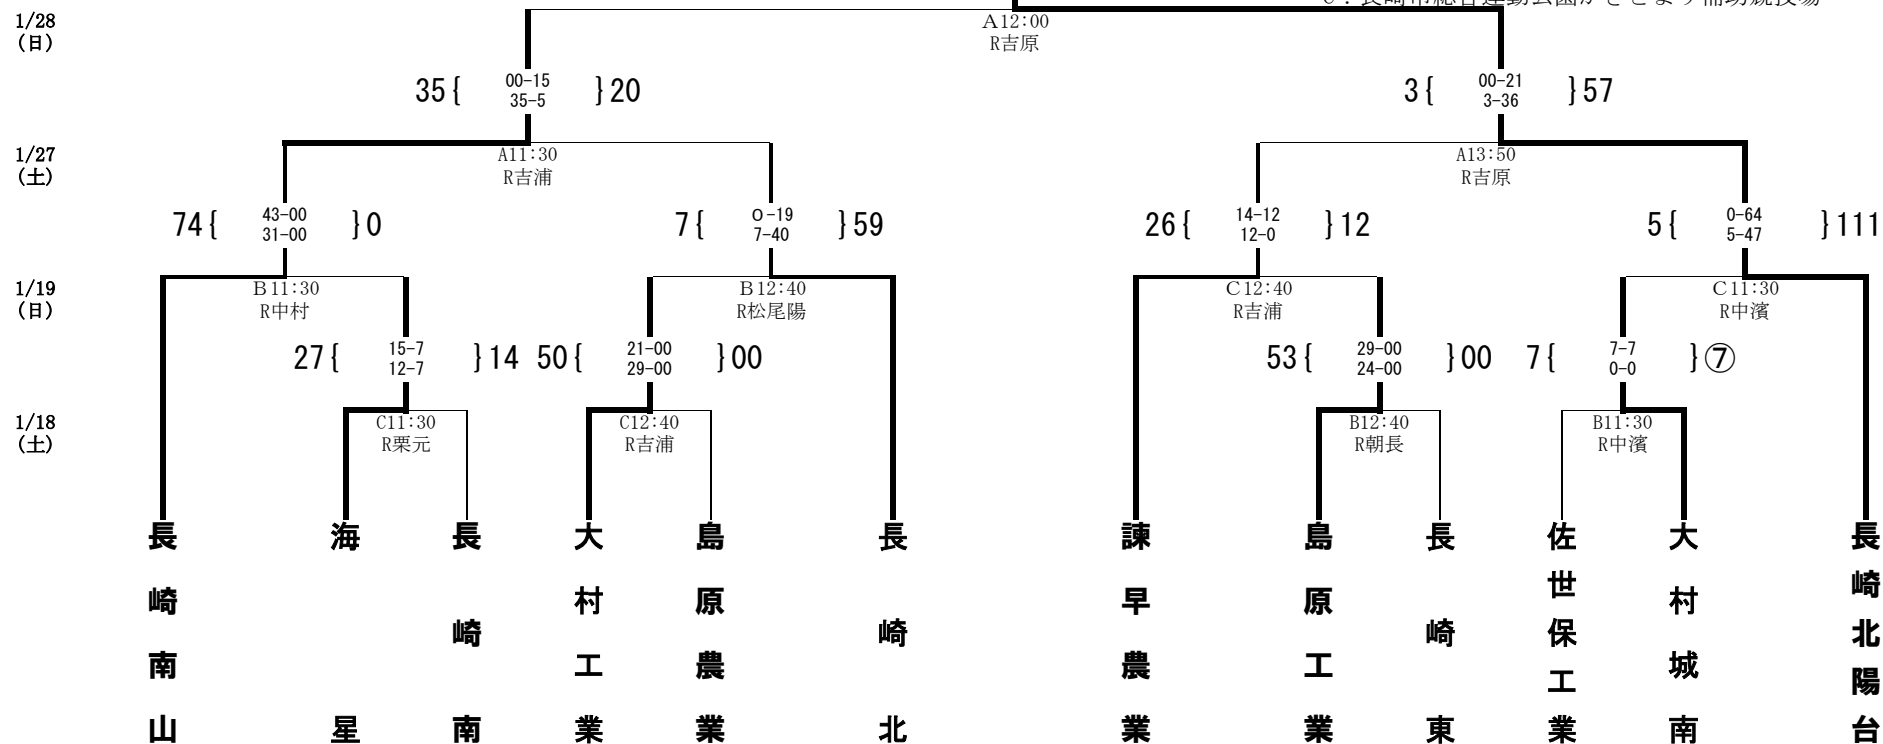 1/28
(日)
A12:00
R吉原
35{ 00-15 }20
35-5
3{ 00-21 }57
3-36
1/27
(土)
A11:30
R吉浦
A13:50
R吉原
74{ 43-00 }0
31-00
7{ 0-19 }59
7-40
26{ 14-12 }12
12-0
5{ 0-64 }111
5-47
1/19
(日)
B11:30
R中村
B12:40
R松尾陽
C12:40
R吉浦
C11:30
R中濱
27{ 15-7 }14
12-7
50{ 21-00 }00
29-00
53{ 29-00 }00
24-00
7{ 7-7 }⑦
0-0
1/18
(土)
C11:30
R栗元
C12:40
R吉浦
B12:40
R朝長
B11:30
R中濱
長崎南山
海星
長崎南
大村工業
島原農業
長崎北
諫早農業
島原工業
長崎東
佐世保工業
大村城南
長崎北陽台